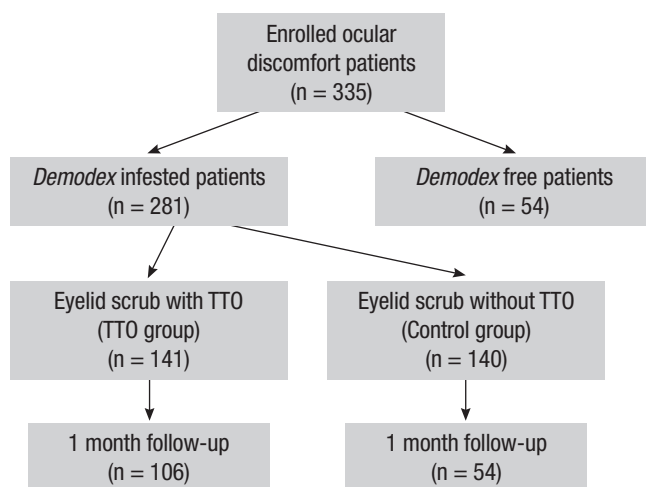 Enrolled ocular
discomfort patients
(n = 335)
Demodex infested patients
(n = 281)
Demodex free patients
(n = 54)
Eyelid scrub with TTO
(TTO group)
(n = 141)
Eyelid scrub without TTO
(Control group)
(n = 140)
1 month follow-up
(n = 106)
1 month follow-up
(n = 54)